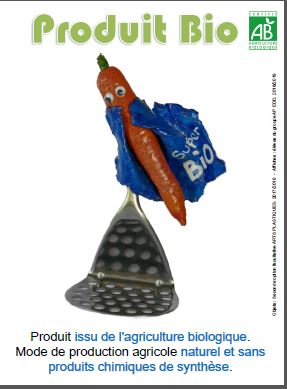 Produit Bio
CERTIFIÉ
AB
AGRICULTURE
BIOLOGIQUE
Super
BiO
Produit issu de l'agriculture biologique.
Mode de production agricole naturel et sans
produits chimiques de synthèse.